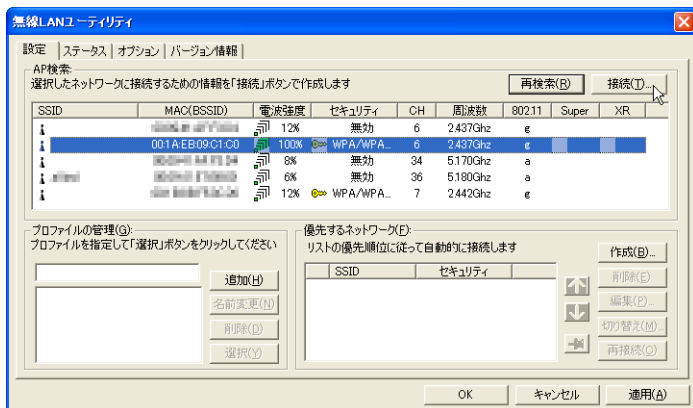 無線LANユーティリティ
設定 ステータス オプション バージョン情報
AP検索:
選択したネットワークに接続するための情報を「接続」ボタンで作成します
再検索(R) 接続(T)...
SSID MAC(BSSID) 電波強度 セキュリティ CH 周波数 802.11 Super XR
12% 無効 6 2.437Ghz g
00:1A:EB:09:C1:C0 100% WPA/WPA... 6 2.437Ghz g
8% 無効 34 5.170Ghz a
6% 無効 36 5.180Ghz a
12% WPA/WPA... 7 2.442Ghz g
プロファイルの管理(G):
プロファイルを指定して「選択」ボタンをクリックしてください
追加(H)
名前変更(N)
削除(D)
選択(Y)
優先するネットワーク(F):
リストの優先順位に従って自動的に接続します
SSID セキュリティ
作成(B)...
削除(E)
編集(P)...
切り替え(M)...
再接続(C)
OK キャンセル 適用(A)